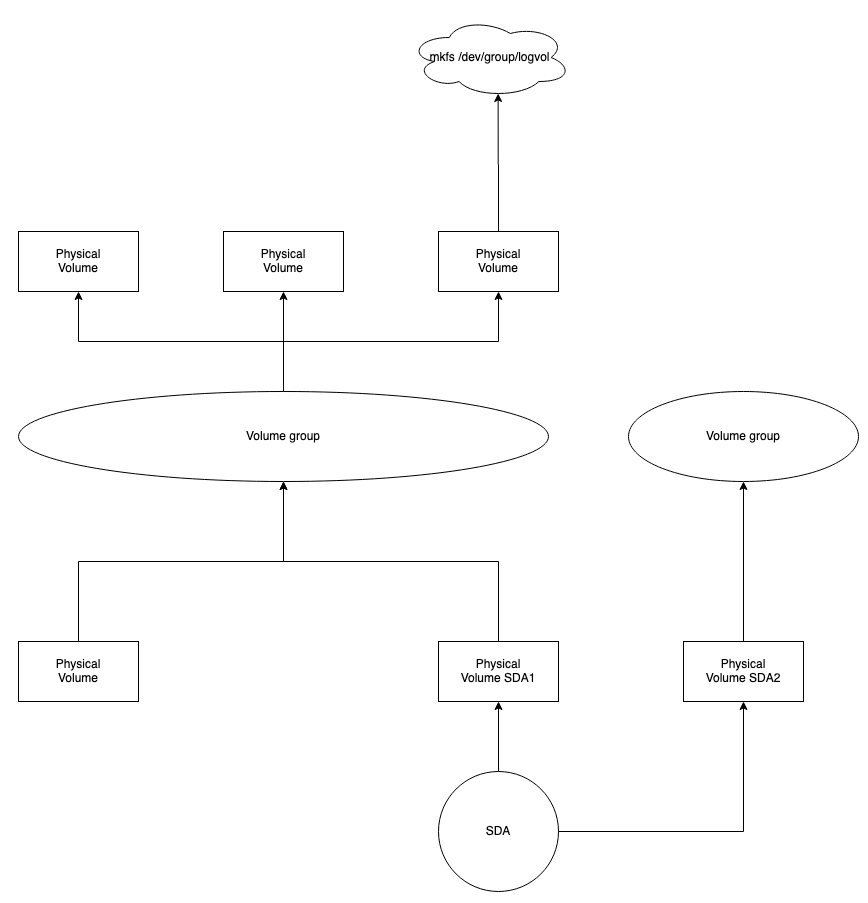 mkfs /dev/group/logvol
Physical
Volume
Physical
Volume
Physical
Volume
Volume group
Volume group
Physical
Volume
Physical
Volume SDA1
Physical
Volume SDA2
SDA